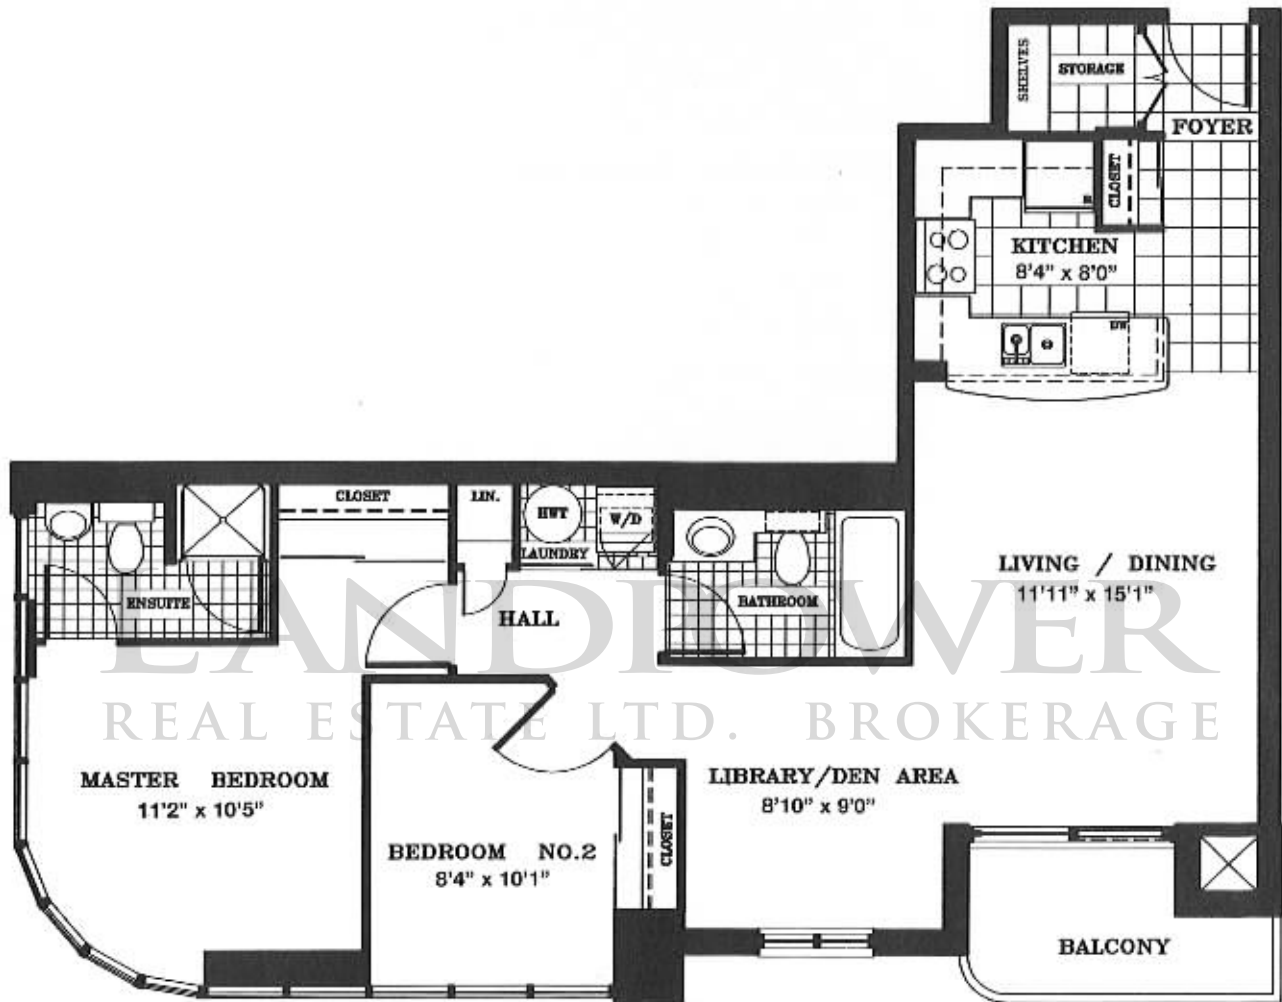 SHELVES
STORAGE
FOYER
CLOSET
KITCHEN
8'4" x 8'0"
DW
CLOSET
LIN.
HWT
W/D
LAUNDRY
LIVING / DINING
11'11" x 15'1"
ENSUITE
BATHROOM
HALL
LANDPOWER
REAL ESTATE LTD. BROKERAGE
MASTER BEDROOM
11'2" x 10'5"
LIBRARY/DEN AREA
8'10" x 9'0"
CLOSET
BEDROOM NO.2
8'4" x 10'1"
BALCONY